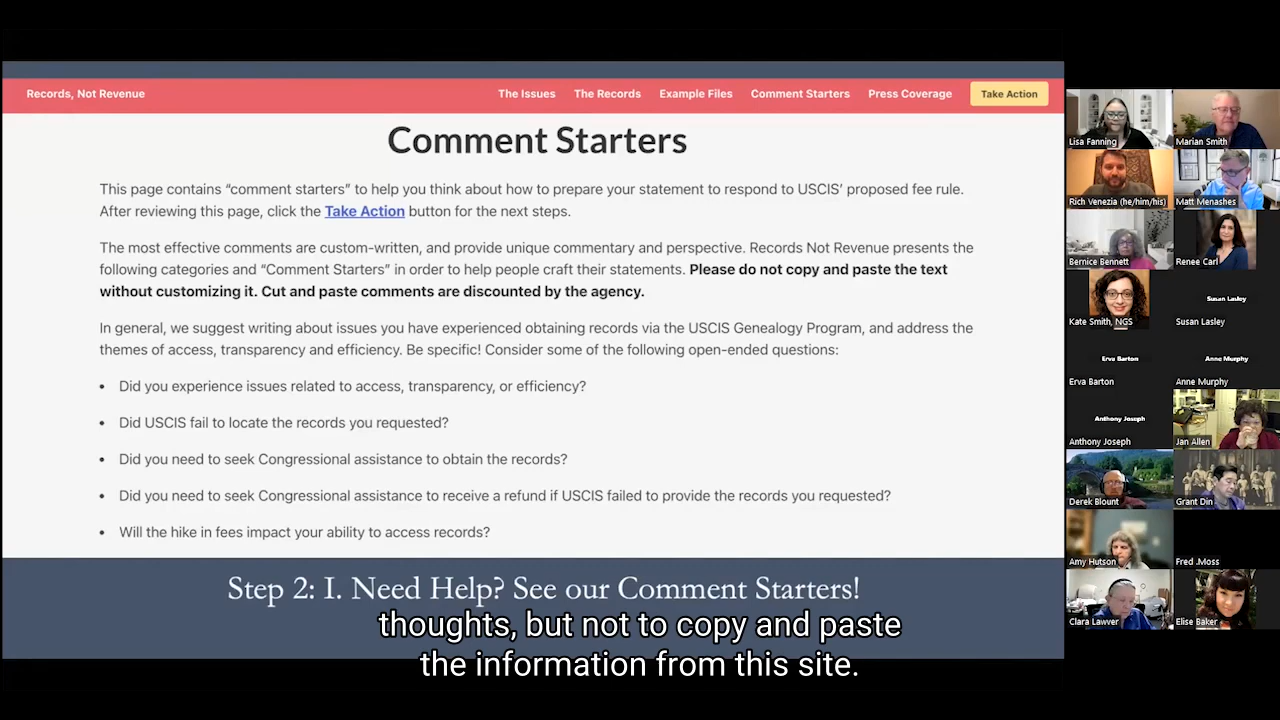 Records, Not Revenue
The Issues
The Records
Example Files
Comment Starters
Press Coverage
Take Action
Comment Starters
This page contains “comment starters” to help you think about how to prepare your statement to respond to USCIS’ proposed fee rule.
After reviewing this page, click the Take Action button for the next steps.
The most effective comments are custom-written, and provide unique commentary and perspective. Records Not Revenue presents the
following categories and “Comment Starters” in order to help people craft their statements. Please do not copy and paste the text
without customizing it. Cut and paste comments are discounted by the agency.
In general, we suggest writing about issues you have experienced obtaining records via the USCIS Genealogy Program, and address the
themes of access, transparency and efficiency. Be specific! Consider some of the following open-ended questions:
• Did you experience issues related to access, transparency, or efficiency?
• Did USCIS fail to locate the records you requested?
• Did you need to seek Congressional assistance to obtain the records?
• Did you need to seek Congressional assistance to receive a refund if USCIS failed to provide the records you requested?
• Will the hike in fees impact your ability to access records?
Step 2: I. Need Help? See our Comment Starters!
thoughts, but not to copy and paste
the information from this site.
Lisa Fanning
Marian Smith
Rich Venezia (he/him/his)
Matt Menashes
Bernice Bennett
Renee Carl
Kate Smith, NGS
Susan Lasley
Susan Lasley
Erva Barton
Erva Barton
Anne Murphy
Anne Murphy
Anthony Joseph
Anthony Joseph
Jan Allen
Derek Blount
Grant Din
Amy Hutson
Fred .Moss
Clara Lawver
Elise Baker